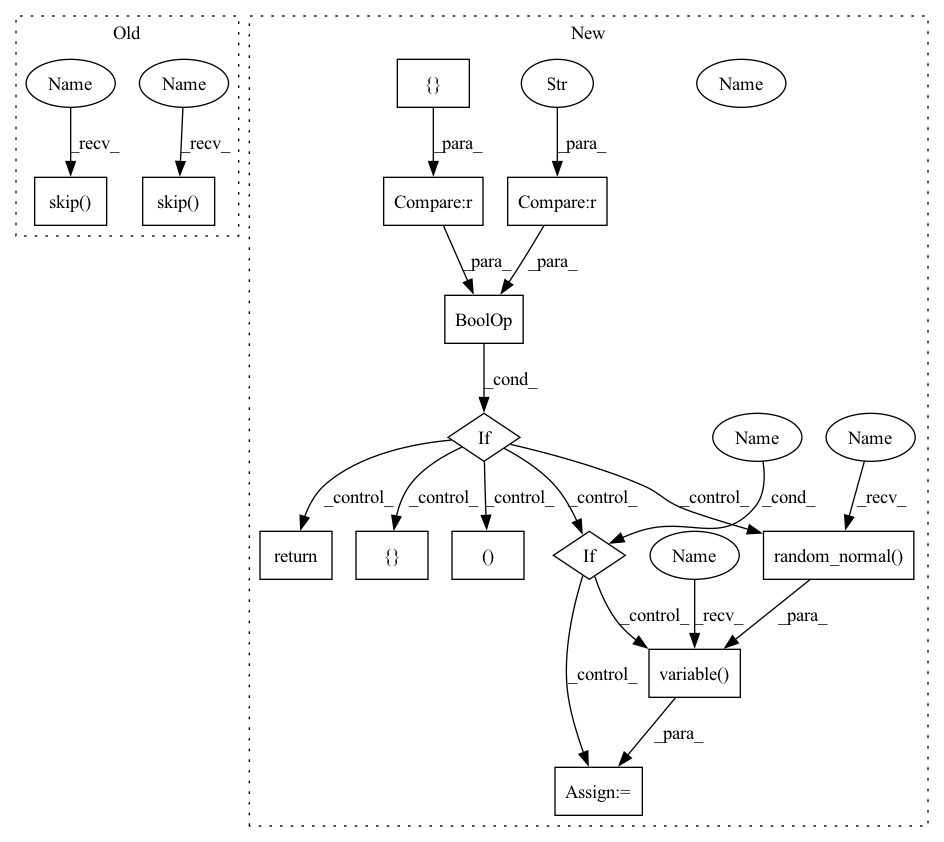 Old
New
Name
Name
{}
Str
Name
_recv_
_recv_
_para_
_para_
skip()
skip()
Compare:r
Compare:r
_para_
_para_
BoolOp
_cond_
If
Name
Name
_control_
_control_
_control_
_control_
_control_
_cond_
_recv_
return
{}
()
If
Name
random_normal()
_control_
_recv_
_para_
_control_
variable()
_para_
Assign:=